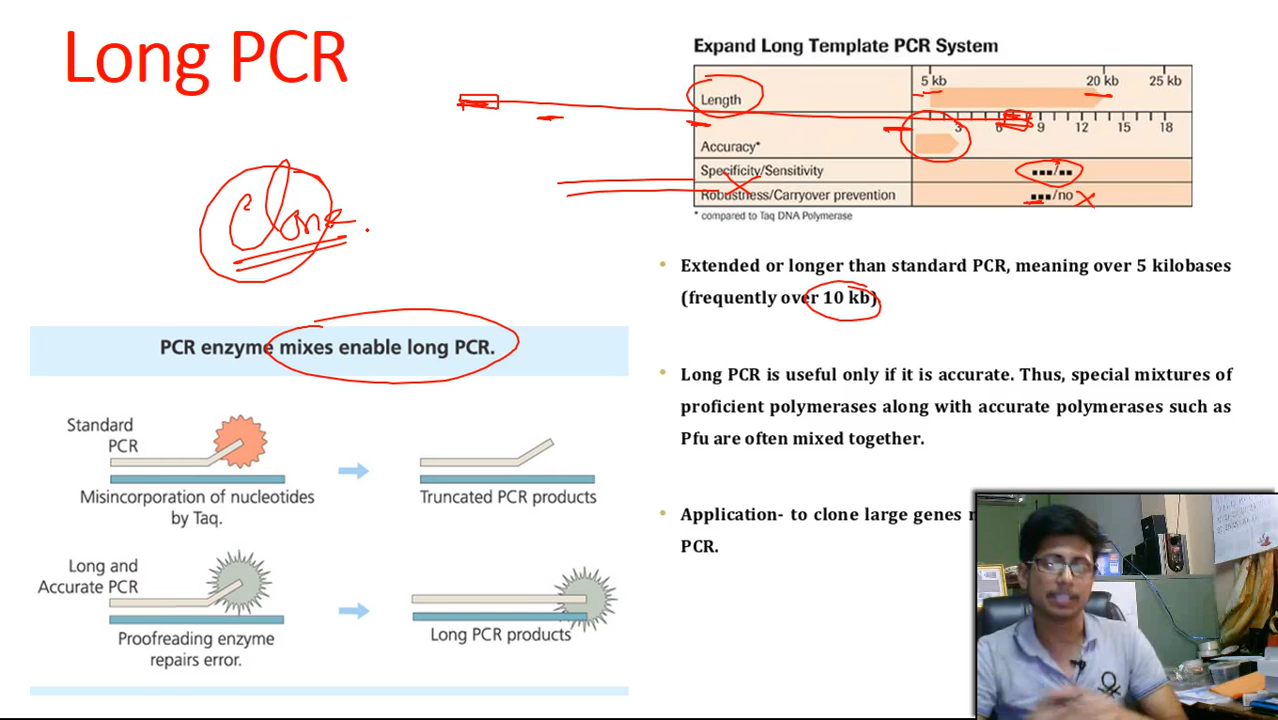 Long PCR
Clone
PCR enzyme mixes enable long PCR.
Standard
PCR
Misincorporation of nucleotides
by Taq.
Truncated PCR products
Long and
Accurate PCR
Proofreading enzyme
repairs error.
Long PCR products
Expand Long Template PCR System
Length
5 kb 20 kb 25 kb
Accuracy*
3 6 9 12 15 18
Specificity/Sensitivity ■■■/■■
Robustness/Carryover prevention ■■■/no
* compared to Taq DNA Polymerase
• Extended or longer than standard PCR, meaning over 5 kilobases
(frequently over 10 kb)
• Long PCR is useful only if it is accurate. Thus, special mixtures of
proficient polymerases along with accurate polymerases such as
Pfu are often mixed together.
• Application- to clone large genes
PCR.